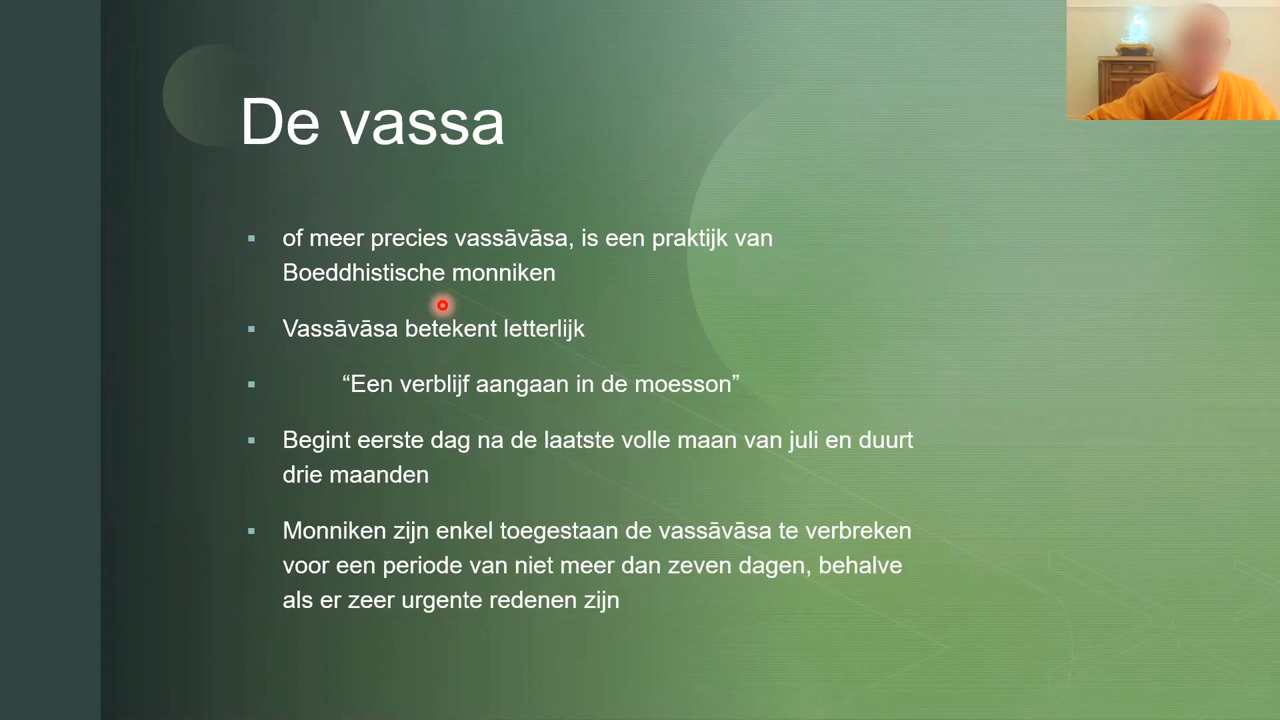 De vassa
of meer precies vassāvāsa, is een praktijk van
Boeddhistische monniken
Vassāvāsa betekent letterlijk
“Een verblijf aangaan in de moesson”
Begint eerste dag na de laatste volle maan van juli en duurt
drie maanden
Monniken zijn enkel toegestaan de vassāvāsa te verbreken
voor een periode van niet meer dan zeven dagen, behalve
als er zeer urgente redenen zijn